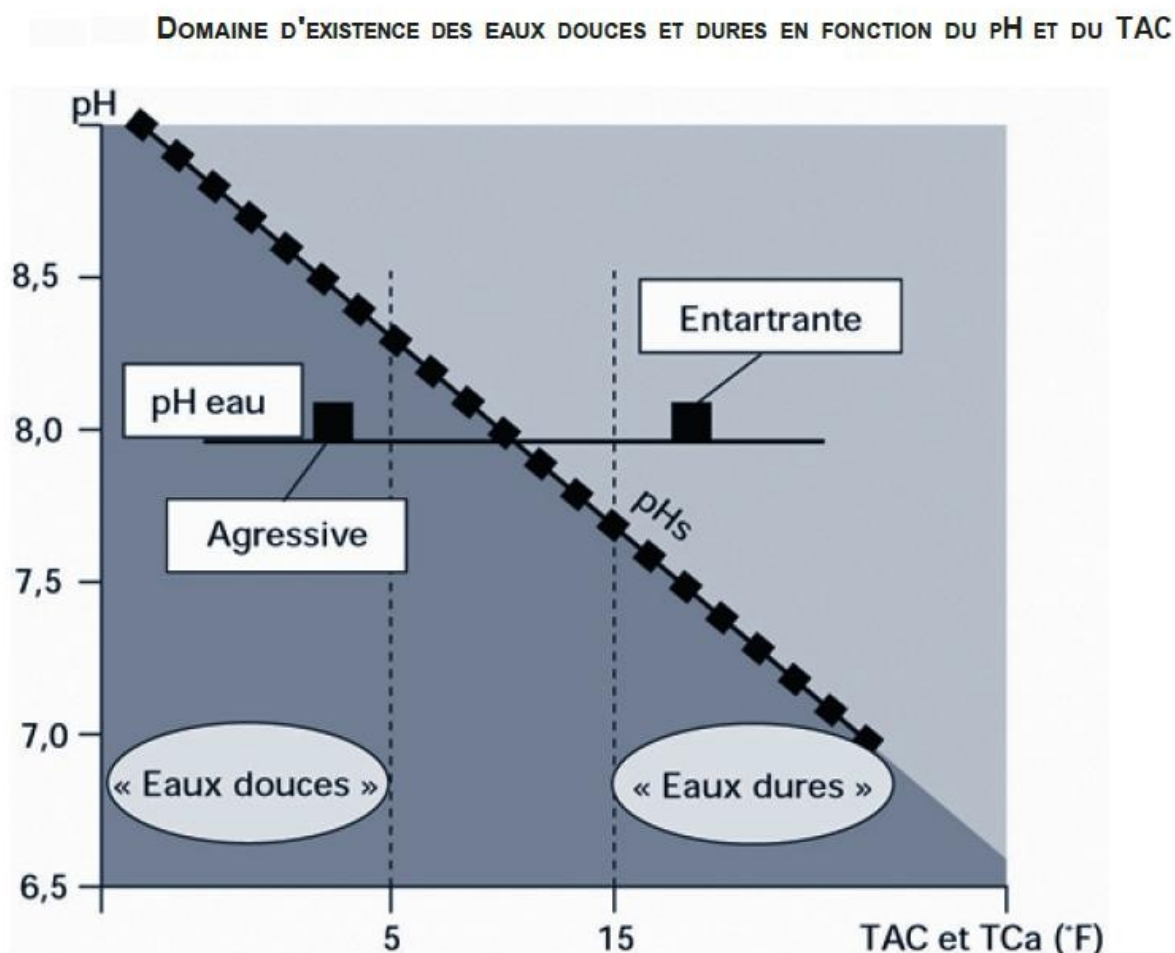 DOMAINE D'EXISTENCE DES EAUX DOUCES ET DURES EN FONCTION DU PH ET DU TAC
pH
8,5
Entartrante
pH eau
8,0
pHs
Agressive
7,5
7,0
« Eaux douces »
« Eaux dures »
6,5
5
15
TAC et TCa (°F)